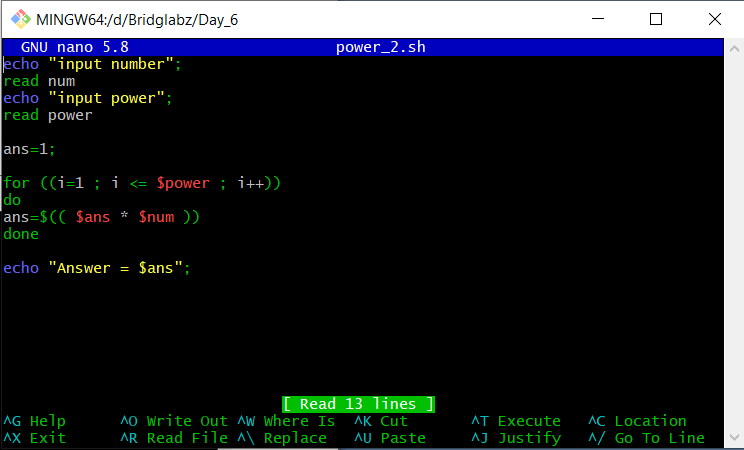 MINGW64:/d/Bridglabz/Day_6
GNU nano 5.8 power_2.sh
echo "input number";
read num
echo "input power";
read power
ans=1;
for ((i=1 ; i <= $power ; i++))
do
ans=$(( $ans * $num ))
done
echo "Answer = $ans";
[ Read 13 lines ]
^G Help ^O Write Out ^W Where Is ^K Cut ^T Execute ^C Location
^X Exit ^R Read File ^\ Replace ^U Paste ^J Justify ^/ Go To Line